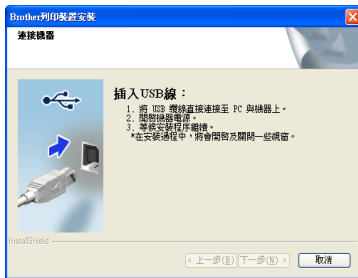 Brother列印裝置安裝
連接機器
插入USB線：
1. 將 USB 纜線直接連接至 PC 與機器上。
2. 開啟機器電源。
3. 等候安裝程序繼續。
*在安裝過程中，將會開啟及關閉一些視窗。
InstallShield
< 上一步(B)
下一步(N) >
取消